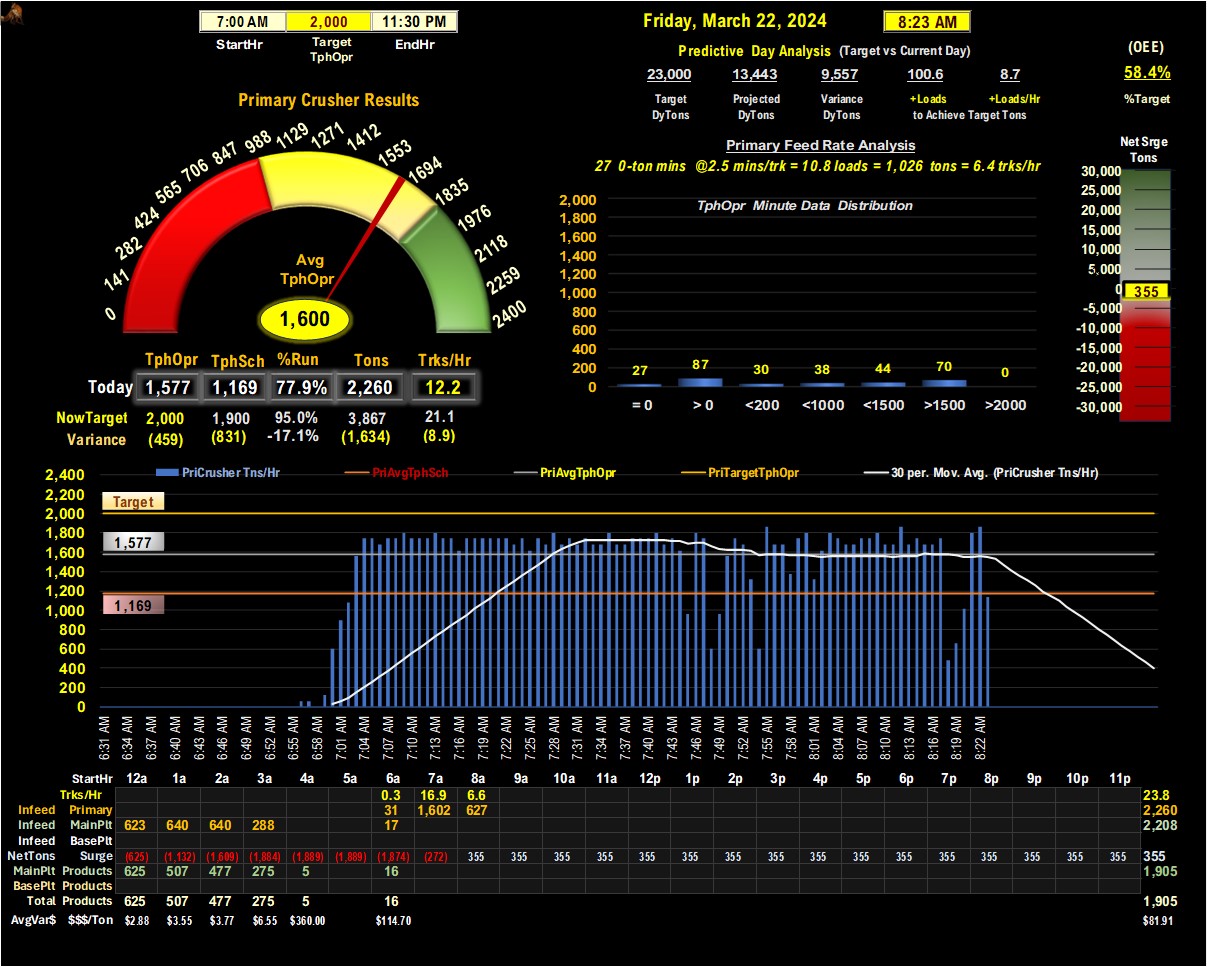 7:00 AM 2,000 11:30 PM
StartHr Target TphOpr EndHr
Friday, March 22, 2024 8:23 AM
Predictive Day Analysis (Target vs Current Day)
23,000 13,443 9,557 100.6 8.7
Target Projected Variance +Loads +Loads/Hr
DyTons DyTons DyTons to Achieve Target Tons
(OEE)
58.4%
%Target
Primary Crusher Results
0 141 282 424 565 706 847 988 1129 1271 1412 1553 1694 1835 1976 2118 2259 2400
Avg
TphOpr
1,600
TphOpr TphSch %Run Tons Trks/Hr
Today 1,577 1,169 77.9% 2,260 12.2
NowTarget 2,000 1,900 95.0% 3,867 21.1
Variance (459) (831) -17.1% (1,634) (8.9)
Primary Feed Rate Analysis
27 0-ton mins @2.5 mins/trk = 10.8 loads = 1,026 tons = 6.4 trks/hr
TphOpr Minute Data Distribution
2,000
1,800
1,600
1,400
1,200
1,000
800
600
400
200
0
27 87 30 38 44 70 0
= 0 > 0 <200 <1000 <1500 >1500 >2000
Net Srge
Tons
30,000
25,000
20,000
15,000
10,000
5,000
0
355
-5,000
-10,000
-15,000
-20,000
-25,000
-30,000
PriCrusher Tns/Hr PriAvgTphSch PriAvgTphOpr PriTargetTphOpr 30 per. Mov. Avg. (PriCrusher Tns/Hr)
2,400
2,200
2,000
1,800
1,600
1,400
1,200
1,000
800
600
400
200
0
Target
1,577
1,169
6:31 AM 6:34 AM 6:37 AM 6:40 AM 6:43 AM 6:46 AM 6:49 AM 6:52 AM 6:55 AM 6:58 AM 7:01 AM 7:04 AM 7:07 AM 7:10 AM 7:13 AM 7:16 AM 7:19 AM 7:22 AM 7:25 AM 7:28 AM 7:31 AM 7:34 AM 7:37 AM 7:40 AM 7:43 AM 7:46 AM 7:49 AM 7:52 AM 7:55 AM 7:58 AM 8:01 AM 8:04 AM 8:07 AM 8:10 AM 8:13 AM 8:16 AM 8:19 AM 8:22 AM
StartHr 12a 1a 2a 3a 4a 5a 6a 7a 8a 9a 10a 11a 12p 1p 2p 3p 4p 5p 6p 7p 8p 9p 10p 11p
Trks/Hr 0.3 16.9 6.6 23.8
Infeed Primary 31 1,602 627 2,260
Infeed MainPlt 623 640 640 288 17 2,208
Infeed BasePlt
NetTons Surge (625) (1,132) (1,609) (1,884) (1,889) (1,889) (1,874) (272) 355 355 355 355 355 355 355 355 355 355 355 355 355 355 355 355 355
MainPlt Products 625 507 477 275 5 16 1,905
BasePlt Products
Total Products 625 507 477 275 5 16 1,905
AvgVar$ $$$/Ton $2.88 $3.55 $3.77 $6.55 $360.00 $114.70 $81.91